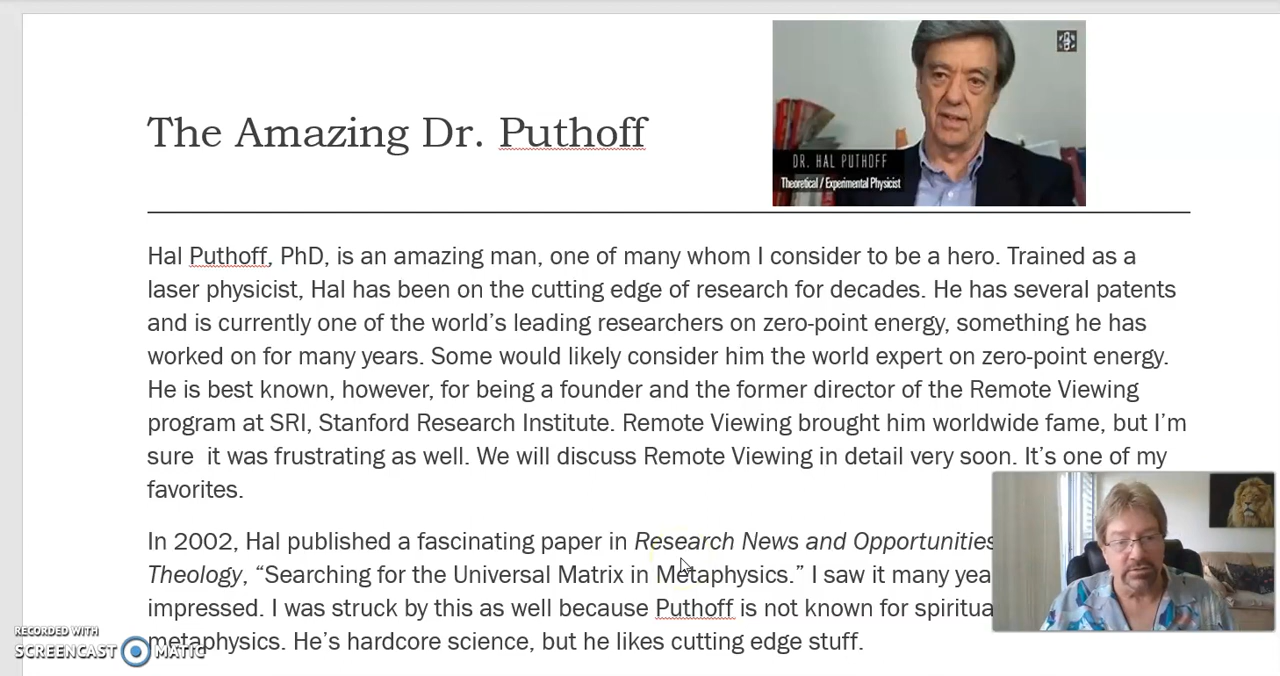 The Amazing Dr. Puthoff
DR. HAL PUTHOFF
Theoretical / Experimental Physicist
Hal Puthoff, PhD, is an amazing man, one of many whom I consider to be a hero. Trained as a
laser physicist, Hal has been on the cutting edge of research for decades. He has several patents
and is currently one of the world’s leading researchers on zero-point energy, something he has
worked on for many years. Some would likely consider him the world expert on zero-point energy.
He is best known, however, for being a founder and the former director of the Remote Viewing
program at SRI, Stanford Research Institute. Remote Viewing brought him worldwide fame, but I’m
sure  it was frustrating as well. We will discuss Remote Viewing in detail very soon. It’s one of my
favorites.
In 2002, Hal published a fascinating paper in Research News and Opportunities
Theology, “Searching for the Universal Matrix in Metaphysics.” I saw it many
impressed. I was struck by this as well because Puthoff is not known for
metaphysics. He’s hardcore science, but he likes cutting edge stuff.
RECORDED WITH
SCREENCAST MATIC